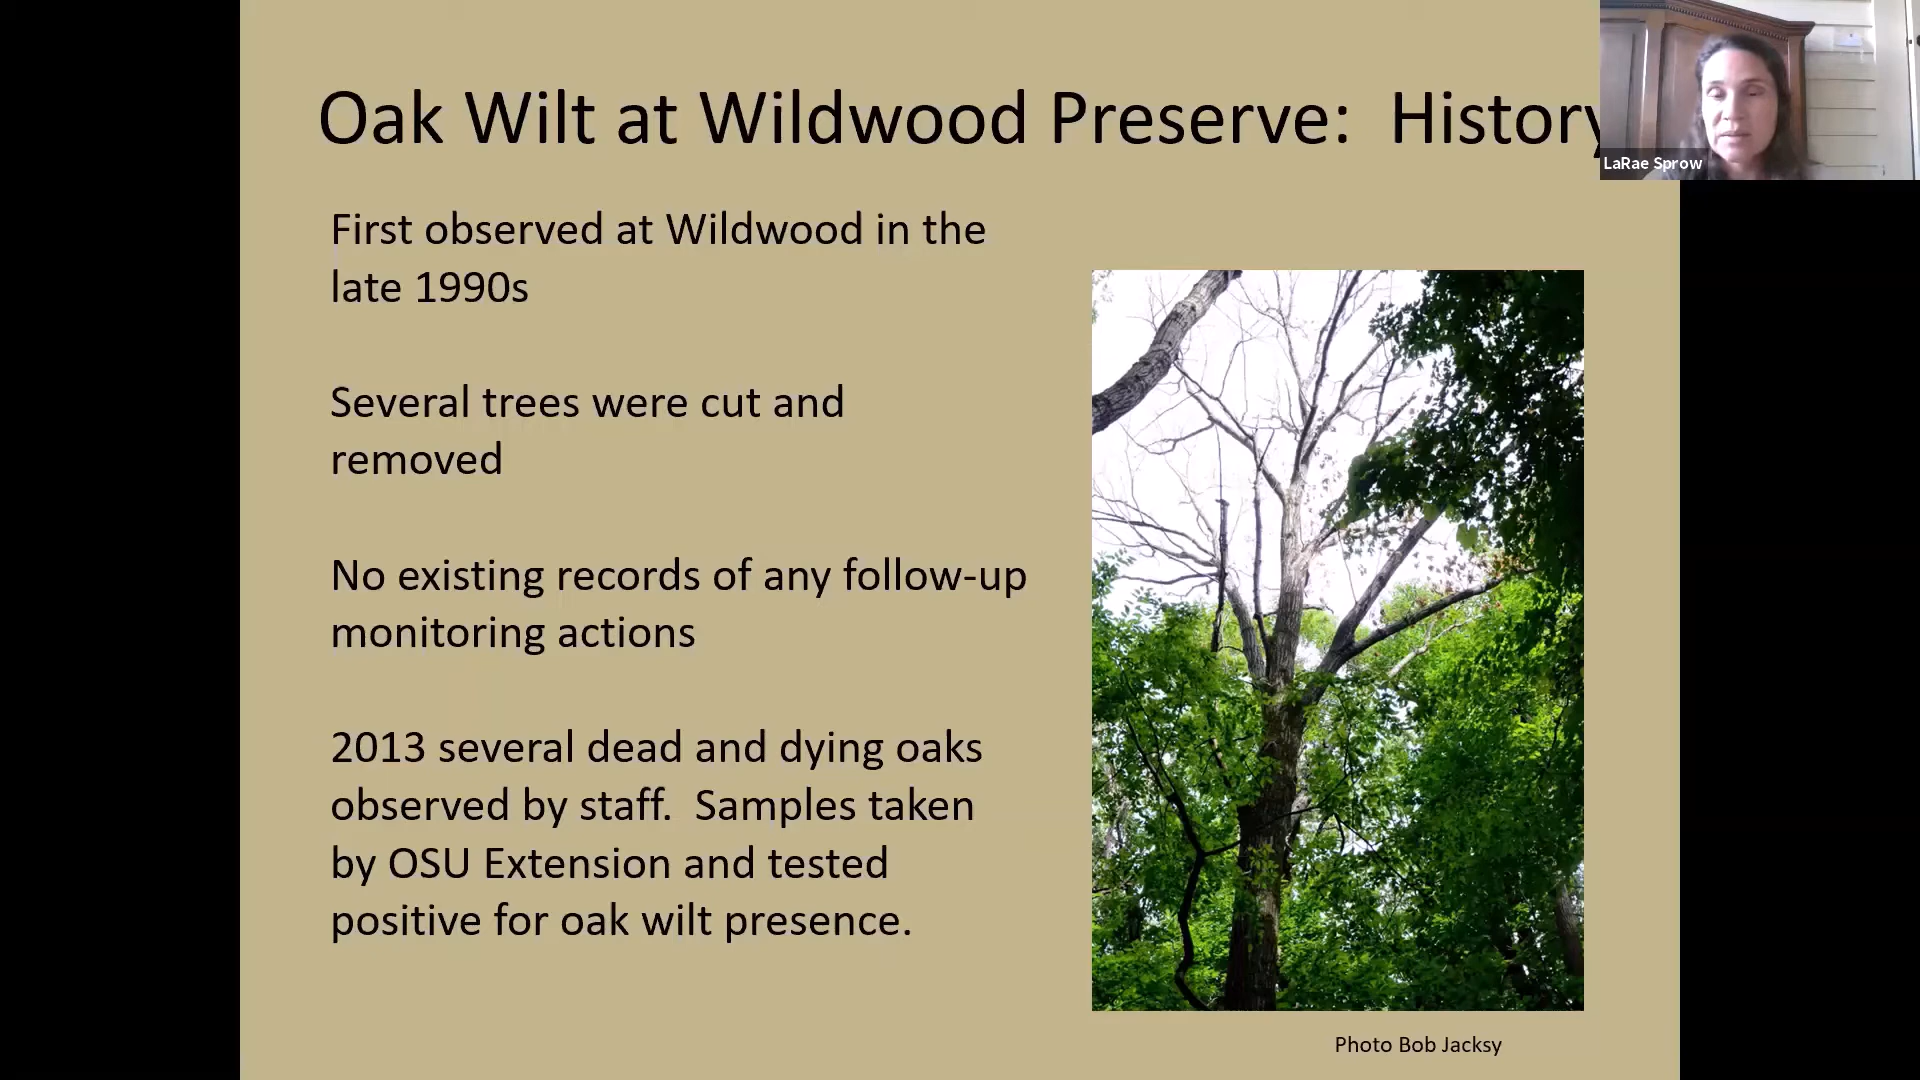 Oak Wilt at Wildwood Preserve:  History
LaRae Sprow
First observed at Wildwood in the
late 1990s
Several trees were cut and
removed
No existing records of any follow-up
monitoring actions
2013 several dead and dying oaks
observed by staff.  Samples taken
by OSU Extension and tested
positive for oak wilt presence.
Photo Bob Jacksy